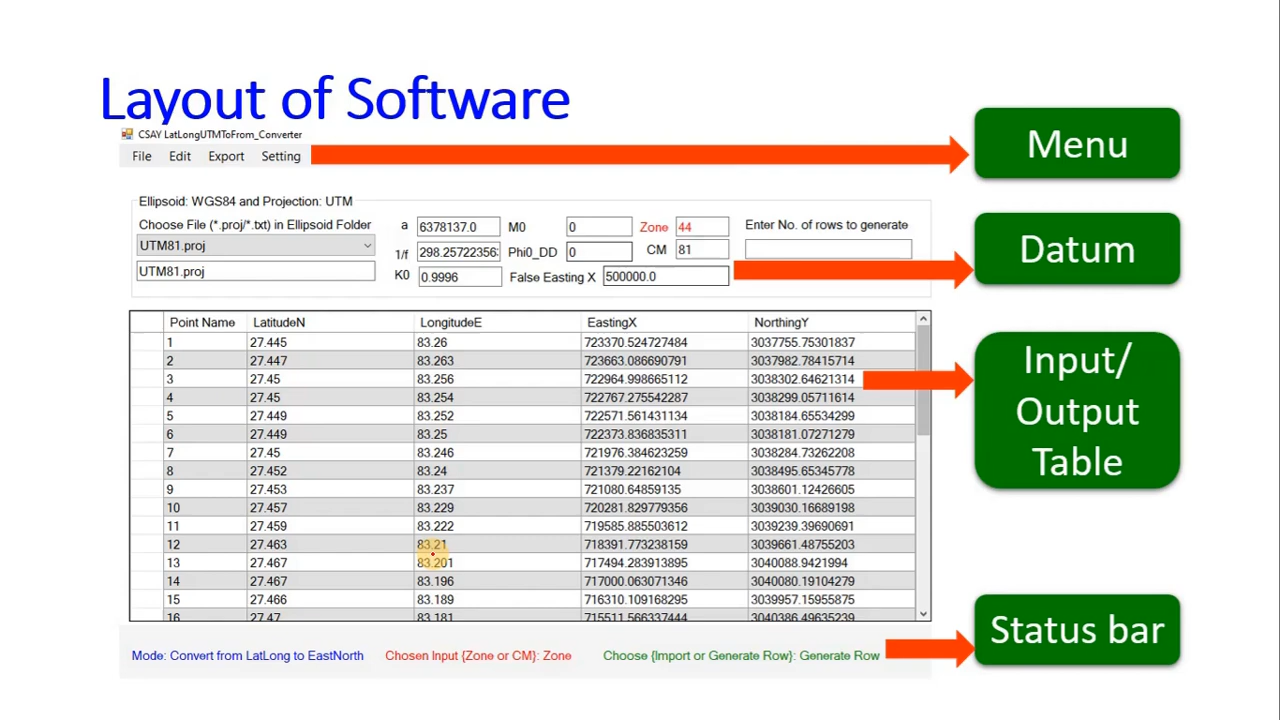 Layout of Software
CSAY LatLongUTMToFrom_Converter
File Edit Export Setting
Menu
Ellipsoid: WGS84 and Projection: UTM
Choose File (*.proj/*.txt) in Ellipsoid Folder
UTM81.proj
UTM81.proj
a 6378137.0 M0 0 Zone 44 Enter No. of rows to generate
1/f 298.25722356 Phi0_DD 0 CM 81
K0 0.9996 False Easting X 500000.0
Datum
Point Name LatitudeN LongitudeE EastingX NorthingY
1 27.445 83.26 723370.524727484 3037755.75301837
2 27.447 83.263 723663.086690791 3037982.78415714
3 27.45 83.256 722964.998665112 3038302.64621314
4 27.45 83.254 722767.275542287 3038299.05711614
5 27.449 83.252 722571.561431134 3038184.65534299
6 27.449 83.25 722373.836835311 3038181.07271279
7 27.45 83.246 721976.384623259 3038284.73262208
8 27.452 83.24 721379.22162104 3038495.65345778
9 27.453 83.237 721080.64859135 3038601.12426605
10 27.457 83.229 720281.829779356 3039030.16689198
11 27.459 83.222 719585.885503612 3039239.39690691
12 27.463 83.21 718391.773238159 3039661.48755203
13 27.467 83.201 717494.283913895 3040088.9421994
14 27.467 83.196 717000.063071346 3040080.19104279
15 27.466 83.189 716310.109168295 3039957.15955875
16 27.47 83.181 715511.566337444 3040386.49635239
Input/
Output
Table
Mode: Convert from LatLong to EastNorth Chosen Input {Zone or CM}: Zone Choose {Import or Generate Row}: Generate Row
Status bar